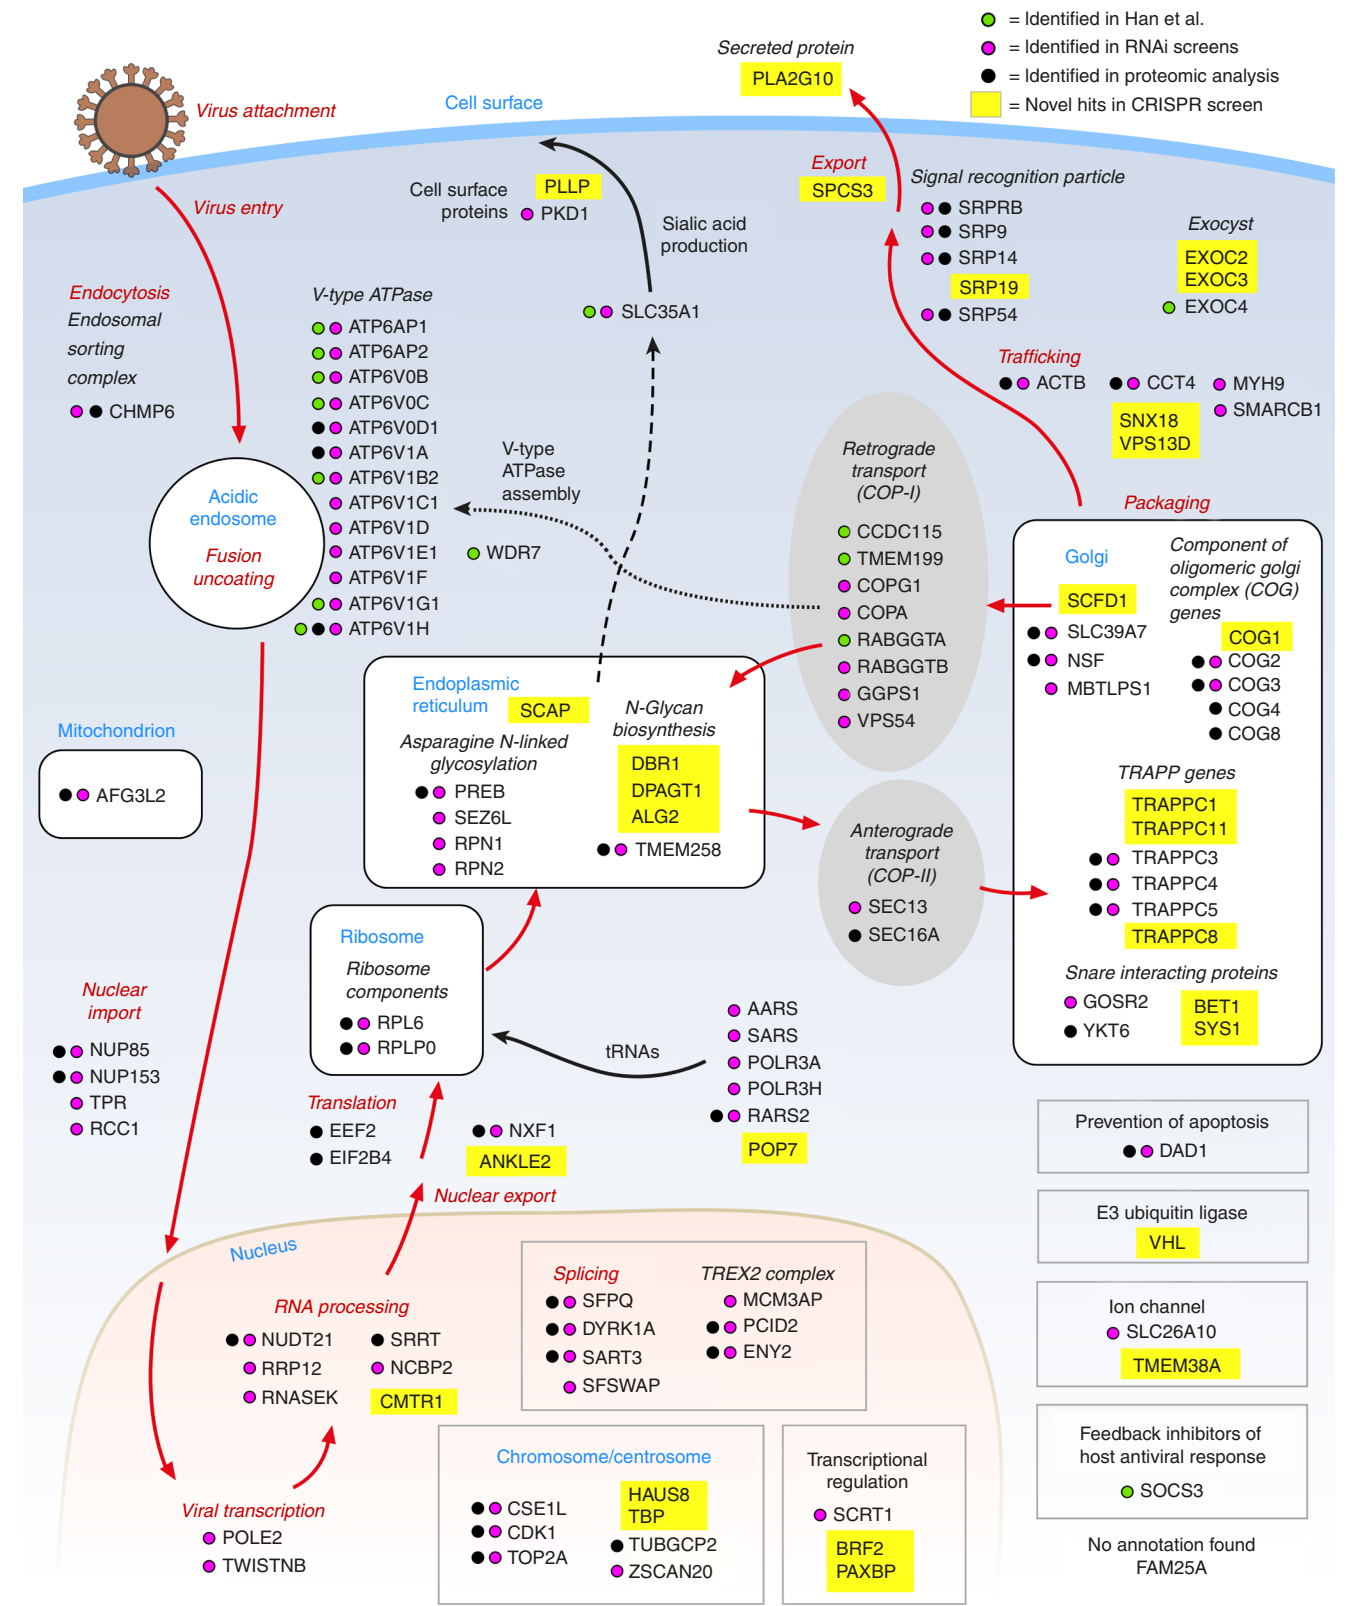 = Identified in Han et al.
= Identified in RNAi screens
= Identified in proteomic analysis
= Novel hits in CRISPR screen
Secreted protein
PLA2G10
Virus attachment
Cell surface
Export
SPCS3
Signal recognition particle
SRPRB
SRP9
SRP14
SRP19
SRP54
Exocyst
EXOC2
EXOC3
EXOC4
Virus entry
Cell surface
proteins
PLLP
PKD1
Sialic acid
production
SLC35A1
Endocytosis
Endosomal
sorting
complex
CHMP6
V-type ATPase
ATP6AP1
ATP6AP2
ATP6V0B
ATP6V0C
ATP6V0D1
ATP6V1A
ATP6V1B2
ATP6V1C1
ATP6V1D
ATP6V1E1
ATP6V1F
ATP6V1G1
ATP6V1H
Trafficking
ACTB
CCT4
MYH9
SMARCB1
SNX18
VPS13D
Acidic
endosome
Fusion
uncoating
V-type
ATPase
assembly
WDR7
Retrograde
transport
(COP-I)
CCDC115
TMEM199
COPG1
COPA
RABGGTA
RABGGTB
GGPS1
VPS54
Packaging
Golgi
SCFD1
SLC39A7
NSF
MBTLPS1
Component of
oligomeric golgi
complex (COG)
genes
COG1
COG2
COG3
COG4
COG8
TRAPP genes
TRAPPC1
TRAPPC11
TRAPPC3
TRAPPC4
TRAPPC5
TRAPPC8
Snare interacting proteins
GOSR2
YKT6
BET1
SYS1
Endoplasmic
reticulum
SCAP
Asparagine N-linked
glycosylation
PREB
SEZ6L
RPN1
RPN2
N-Glycan
biosynthesis
DBR1
DPAGT1
ALG2
TMEM258
Mitochondrion
AFG3L2
Anterograde
transport
(COP-II)
SEC13
SEC16A
Ribosome
Ribosome
components
RPL6
RPLP0
tRNAs
AARS
SARS
POLR3A
POLR3H
RARS2
POP7
Nuclear
import
NUP85
NUP153
TPR
RCC1
Translation
EEF2
EIF2B4
NXF1
ANKLE2
Nuclear export
Prevention of apoptosis
DAD1
E3 ubiquitin ligase
VHL
Ion channel
SLC26A10
TMEM38A
Feedback inhibitors of
host antiviral response
SOCS3
No annotation found
FAM25A
Nucleus
RNA processing
NUDT21
RRP12
RNASEK
SRRT
NCBP2
CMTR1
Splicing
SFPQ
DYRK1A
SART3
SFSWAP
TREX2 complex
MCM3AP
PCID2
ENY2
Viral transcription
POLE2
TWISTNB
Chromosome/centrosome
CSE1L
CDK1
TOP2A
HAUS8
TBP
TUBGCP2
ZSCAN20
Transcriptional
regulation
SCRT1
BRF2
PAXBP